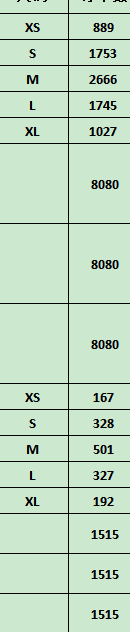 XS 889
S 1753
M 2666
L 1745
XL 1027
8080
8080
8080
XS 167
S 328
M 501
L 327
XL 192
1515
1515
1515